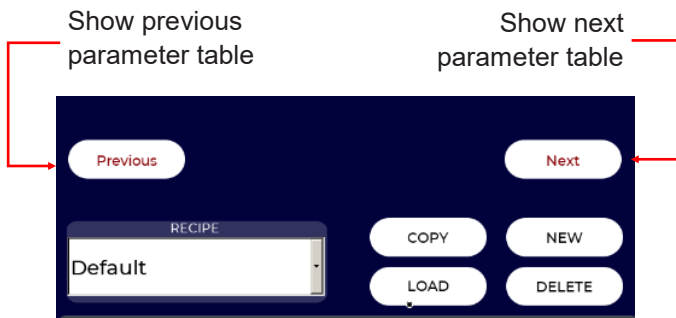 Show previous
parameter table
Show next
parameter table
Previous
Next
RECIPE
Default
COPY
NEW
LOAD
DELETE